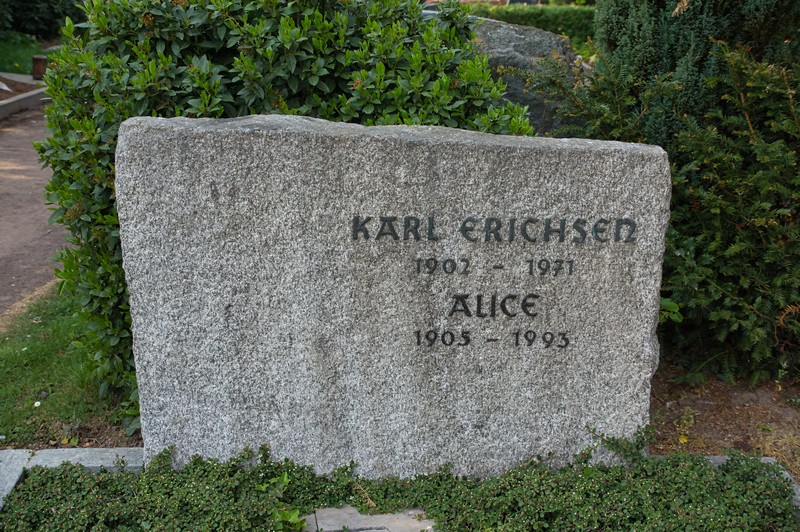 KARL ERICHSEN
1902 – 1971
ALICE
1905 – 1993